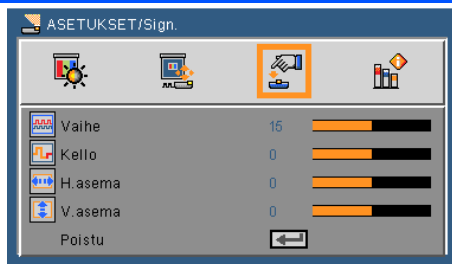 ASETUKSET/Sign.
Vaihe 15
Kello 0
H.asema 0
V.asema 0
Poistu